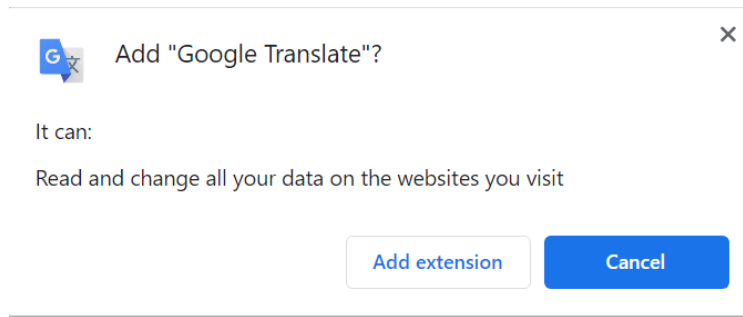 Add "Google Translate"?
It can:
Read and change all your data on the websites you visit
Add extension
Cancel